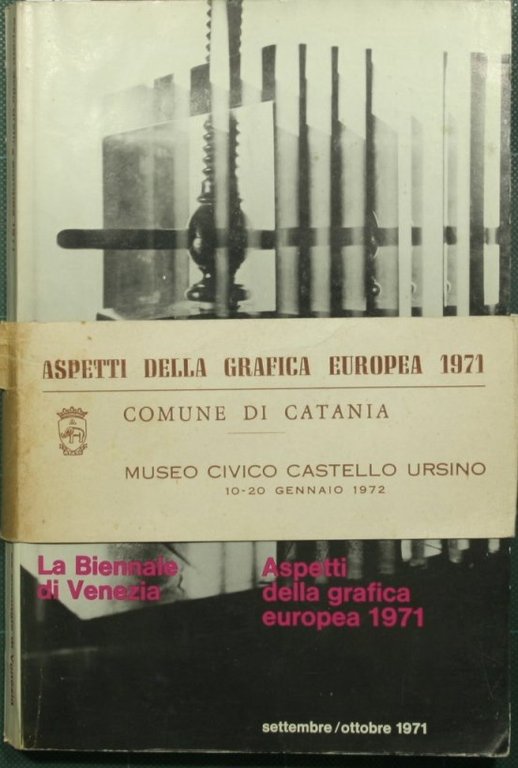 ASPETTI DELLA GRAFICA EUROPEA 1971
COMUNE DI CATANIA
MUSEO CIVICO CASTELLO URSINO
10-20 GENNAIO 1972
La Biennale
di Venezia
Aspetti
della grafica
europea 1971
settembre/ottobre 1971